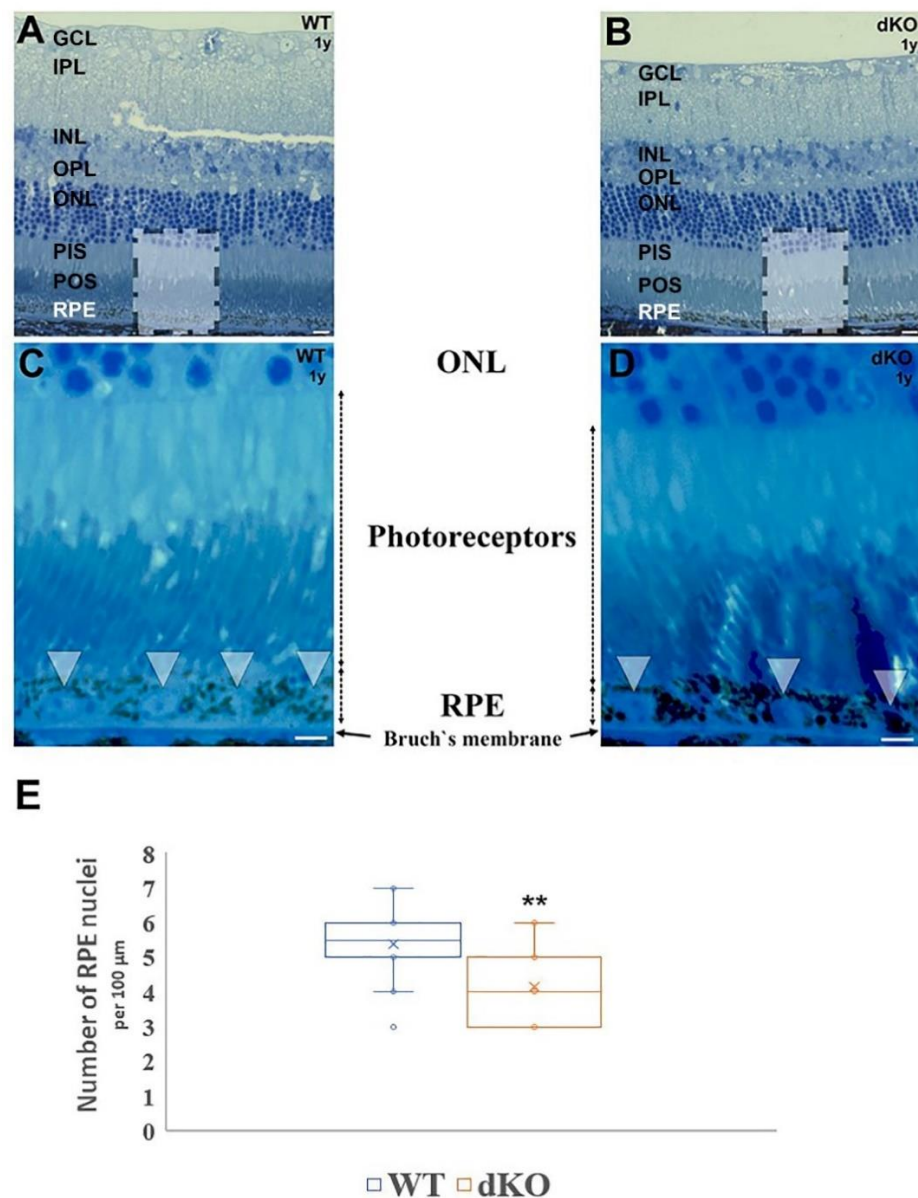 A
WT
1y
GCL
IPL
INL
OPL
ONL
PIS
POS
RPE
B
dKO
1y
GCL
IPL
INL
OPL
ONL
PIS
POS
RPE
C
WT
1y
ONL
Photoreceptors
RPE
Bruch`s membrane
D
dKO
1y
E
Number of RPE nuclei
per 100 µm
8
7
6
5
4
3
2
1
0
**
WT dKO